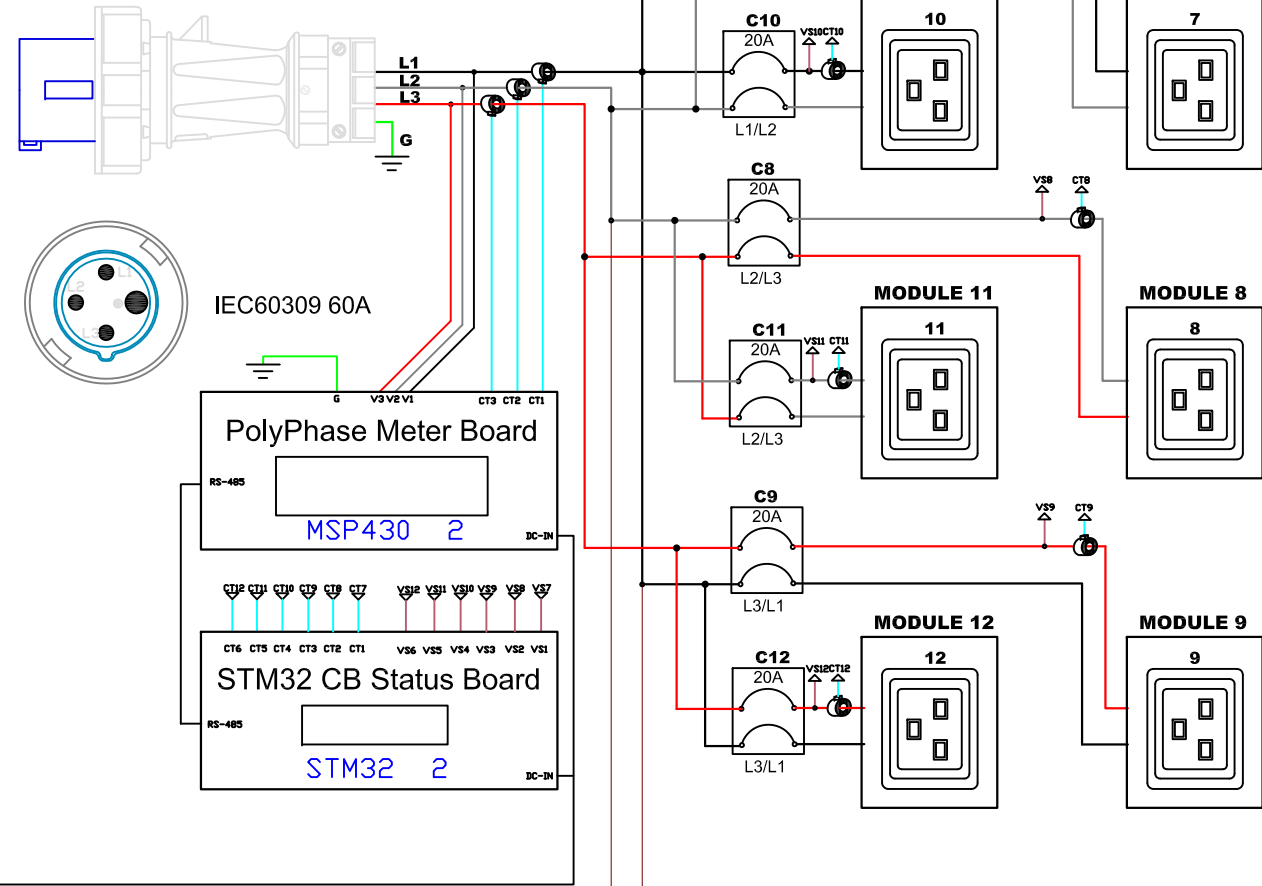 C10
20A
VS10
CT10
L1/L2
10
7
L1
L2
L3
G
C8
20A
L2/L3
VS8
CT8
L1
L2
L3
IEC60309 60A
MODULE 11
11
MODULE 8
8
C11
20A
VS11
CT11
L2/L3
G
V3 V2 V1
CT3 CT2 CT1
PolyPhase Meter Board
RS-485
MSP430 2
DC-IN
C9
20A
L3/L1
VS9
CT9
CT12 CT11 CT10 CT9 CT8 CT7
VS12 VS11 VS10 VS9 VS8 VS7
CT6 CT5 CT4 CT3 CT2 CT1
VS6 VS5 VS4 VS3 VS2 VS1
STM32 CB Status Board
RS-485
STM32 2
DC-IN
MODULE 12
12
MODULE 9
9
C12
20A
VS12
CT12
L3/L1